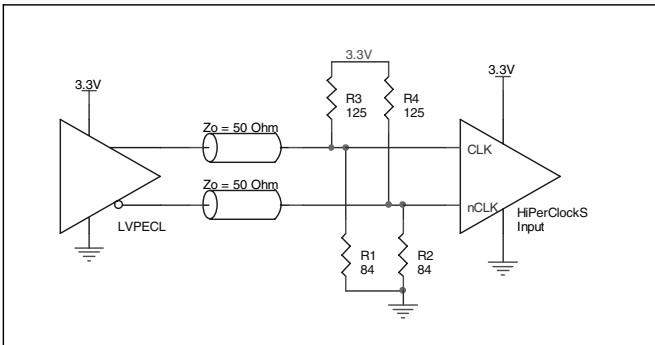 3.3V
3.3V
3.3V
R3
125
R4
125
Zo = 50 Ohm
CLK
Zo = 50 Ohm
nCLK
HiPerClockS
Input
LVPECL
R1
84
R2
84